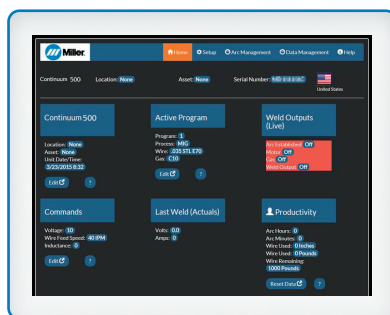 Miller
Home Setup Arc Management Data Management Help
Continuum 500 Location: None Asset: None Serial Number:
United States
Continuum 500
Location: None
Asset: None
Unit Date/Time:
3/23/2015 8:32
Edit ?
Active Program
Program: 1
Process: MIG
Wire: .035 STL E70
Gas: C10
Edit ?
Weld Outputs
(Live)
Arc Established Off
Motor Off
Gas Off
Weld Output Off
Commands
Voltage: 10
Wire Feed Speed: 40 IPM
Inductance: 0
Edit ?
Last Weld (Actuals)
Volts: 0.0
Amps: 0
Productivity
Arc Hours: 0
Arc Minutes: 0
Wire Used: 0 Inches
Wire Used: 0 Pounds
Wire Remaining:
1000 Pounds
Reset Data ?